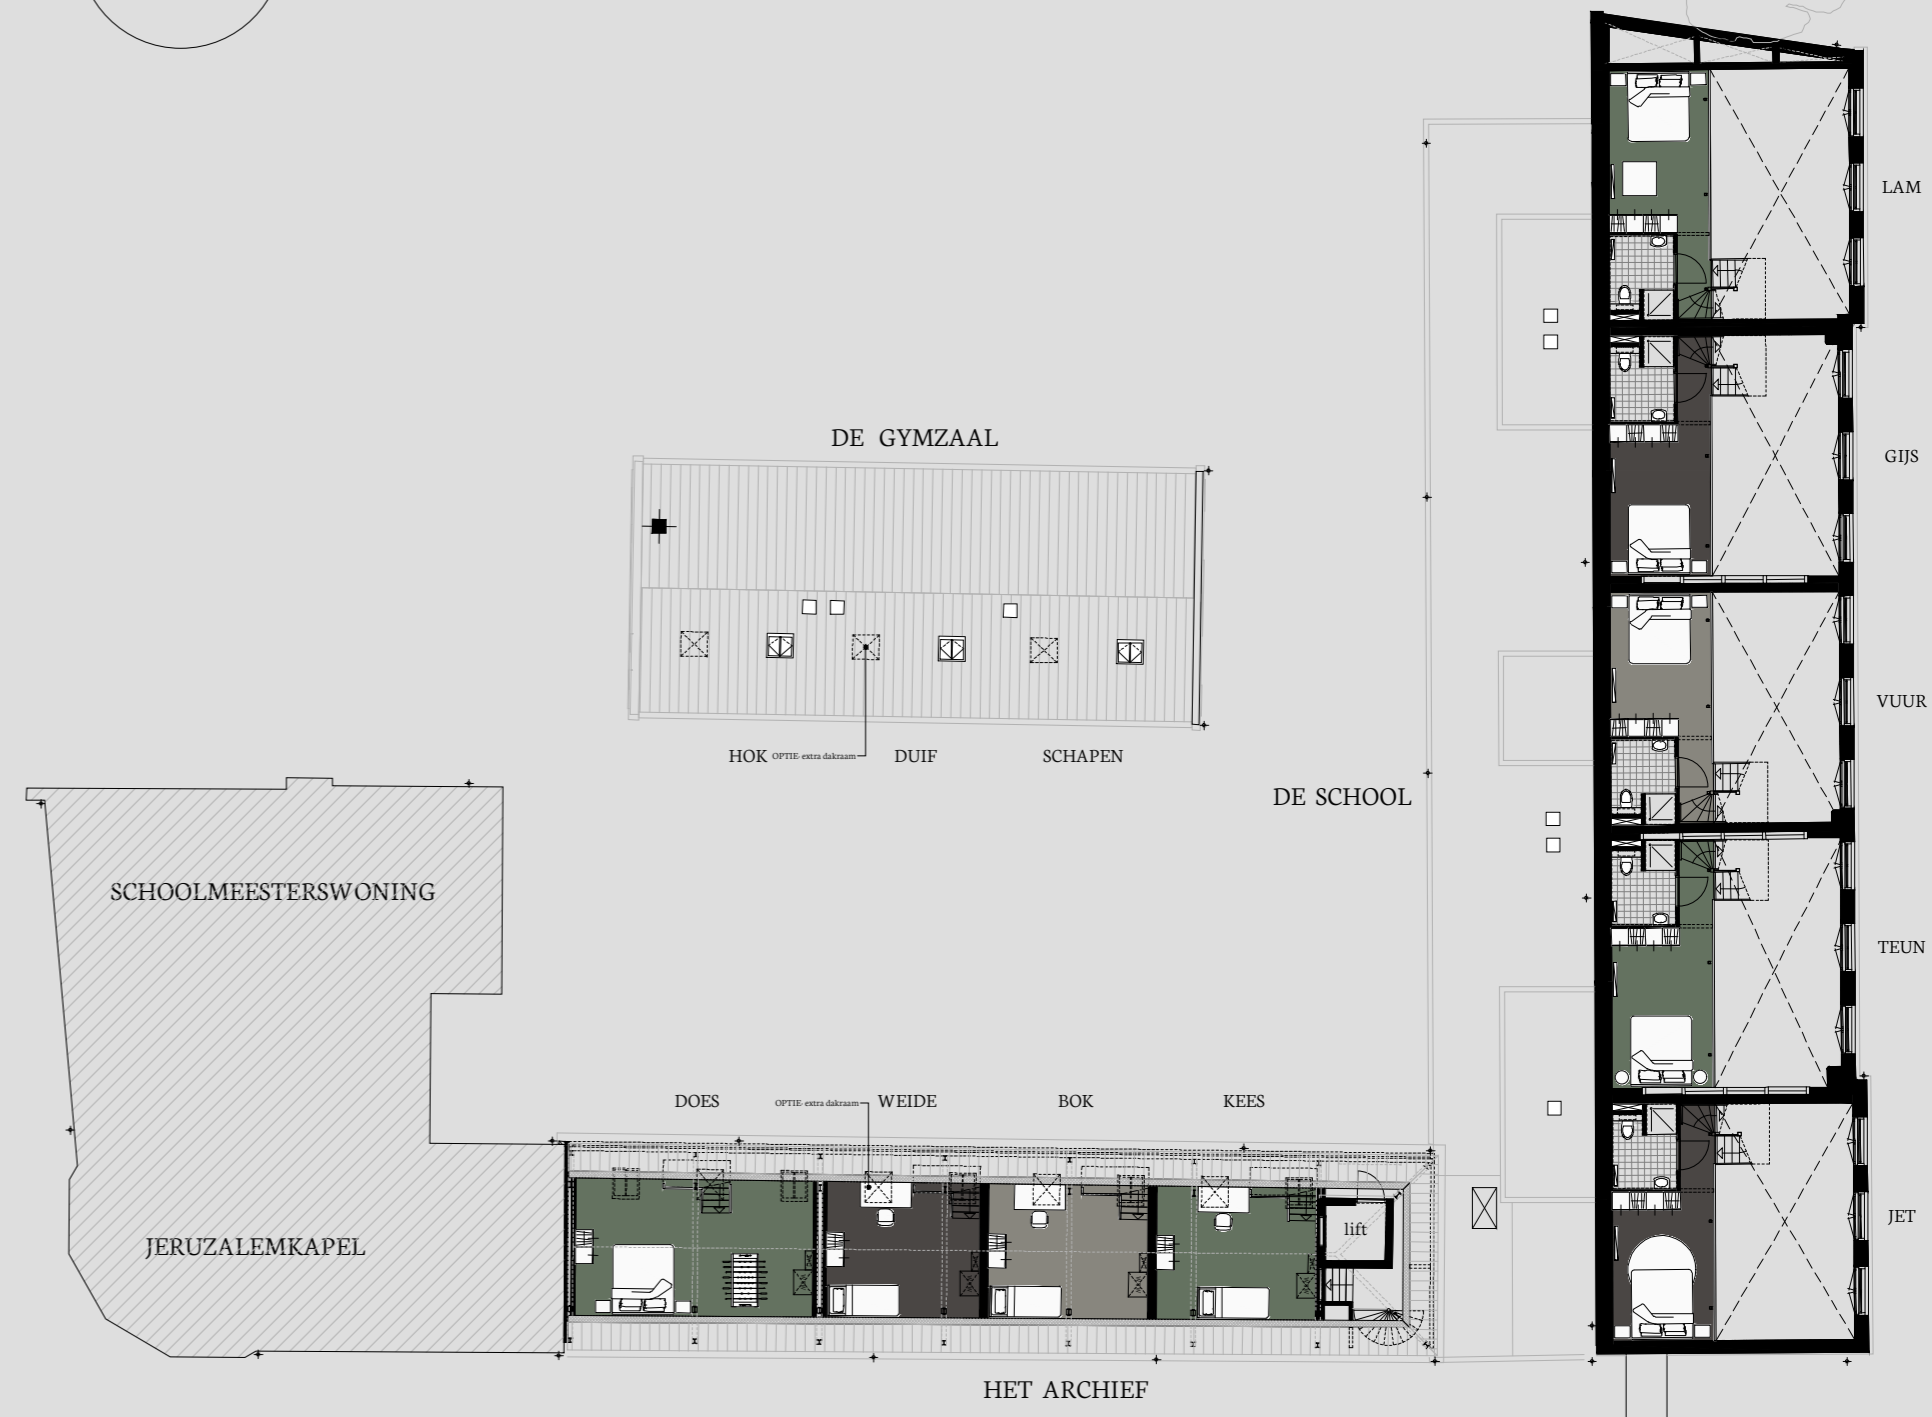 LAM
DE GYMZAAL
GIJS
VUUR
HOK
OPTIE- extra dakraam
DUIF
SCHAPEN
DE SCHOOL
SCHOOLMEESTERSWONING
TEUN
DOES
OPTIE- extra dakraam
WEIDE
BOK
KEES
JET
lift
JERUZALEMKAPEL
HET ARCHIEF